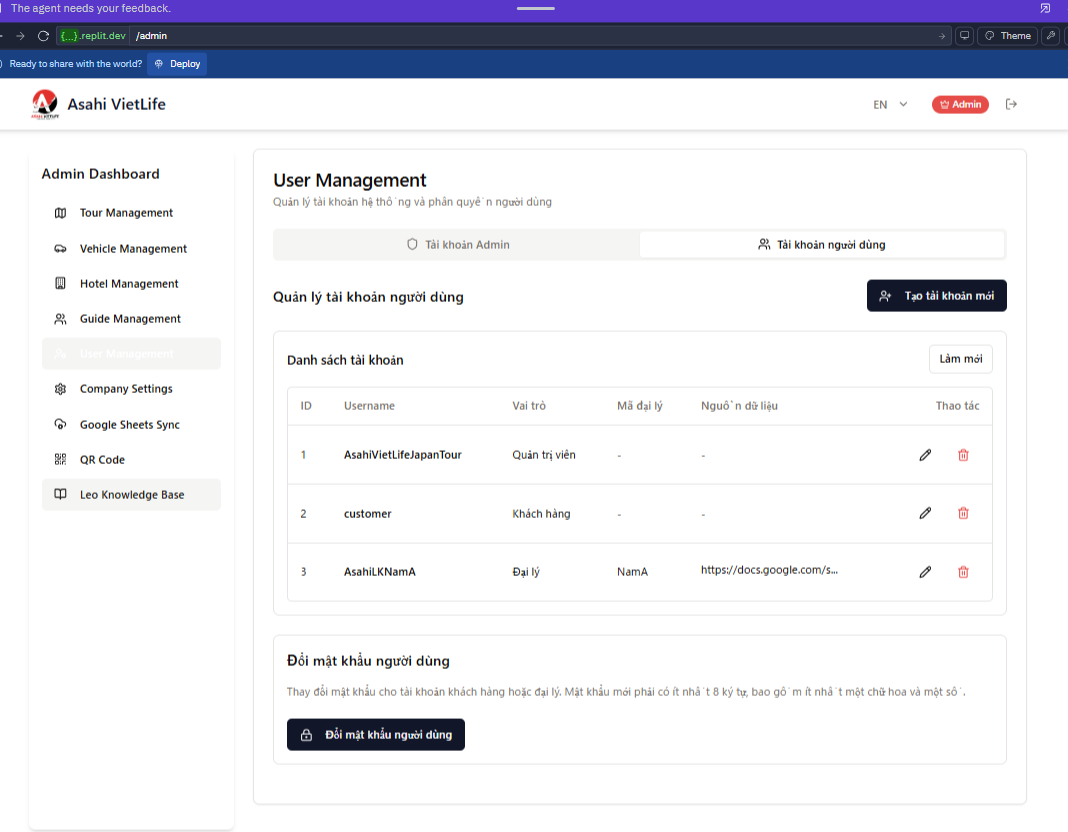 The agent needs your feedback.
{...}.replit.dev /admin
Theme
Ready to share with the world?
Deploy
Asahi VietLife
EN
Admin
Admin Dashboard
Tour Management
Vehicle Management
Hotel Management
Guide Management
User Management
Company Settings
Google Sheets Sync
QR Code
Leo Knowledge Base
User Management
Quản lý tài khoản hệ thống và phân quyền người dùng
Tài khoản Admin
Tài khoản người dùng
Quản lý tài khoản người dùng
Tạo tài khoản mới
Danh sách tài khoản
Làm mới
ID Username Vai trò Mã đại lý Nguồn dữ liệu Thao tác
1 AsahiVietLifeJapanTour Quản trị viên - -
2 customer Khách hàng - -
3 AsahiLKNamA Đại lý NamA https://docs.google.com/s...
Đổi mật khẩu người dùng
Thay đổi mật khẩu cho tài khoản khách hàng hoặc đại lý. Mật khẩu mới phải có ít nhất 8 ký tự, bao gồm ít nhất một chữ hoa và một số.
Đổi mật khẩu người dùng